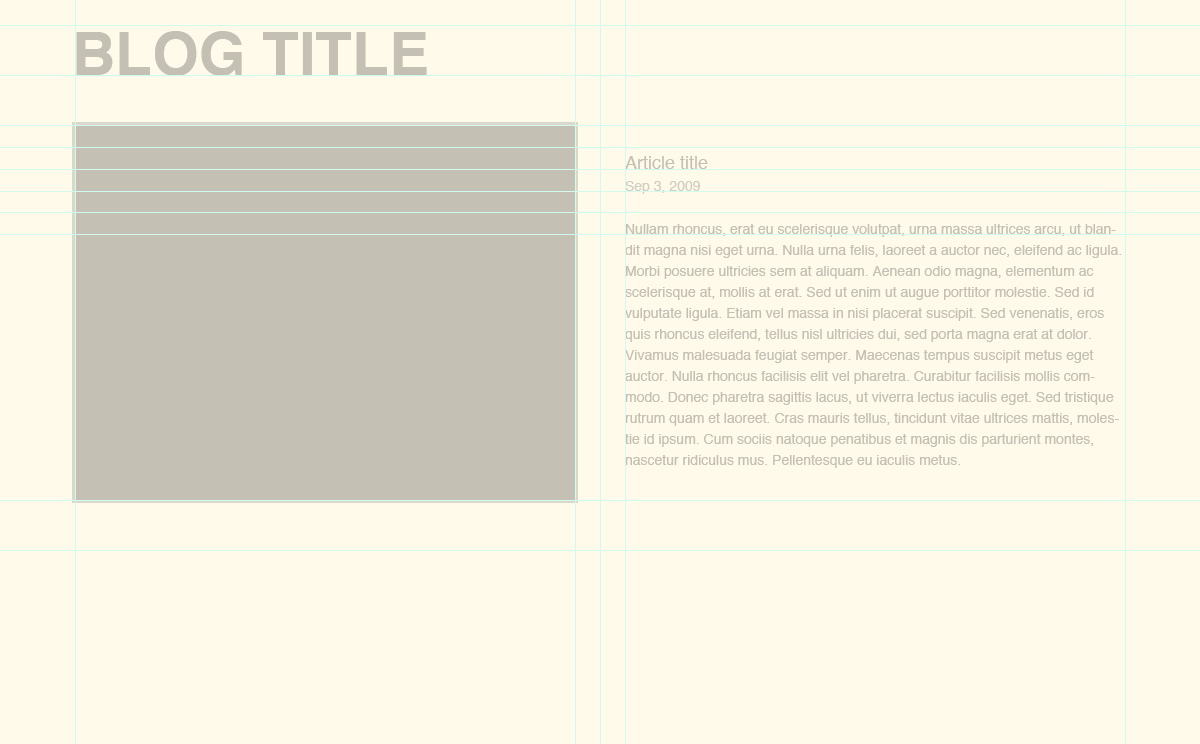 BLOG TITLE
Article title
Sep 3, 2009
Nullam rhoncus, erat eu scelerisque volutpat, urna massa ultrices arcu, ut blan-
dit magna nisi eget urna. Nulla urna felis, laoreet a auctor nec, eleifend ac ligula.
Morbi posuere ultricies sem at aliquam. Aenean odio magna, elementum ac
scelerisque at, mollis at erat. Sed ut enim ut augue porttitor molestie. Sed id
vulputate ligula. Etiam vel massa in nisi placerat suscipit. Sed venenatis, eros
quis rhoncus eleifend, tellus nisl ultricies dui, sed porta magna erat at dolor.
Vivamus malesuada feugiat semper. Maecenas tempus suscipit metus eget
auctor. Nulla rhoncus facilisis elit vel pharetra. Curabitur facilisis mollis com-
modo. Donec pharetra sagittis lacus, ut viverra lectus iaculis eget. Sed tristique
rutrum quam et laoreet. Cras mauris tellus, tincidunt vitae ultrices mattis, moles-
tie id ipsum. Cum sociis natoque penatibus et magnis dis parturient montes,
nascetur ridiculus mus. Pellentesque eu iaculis metus.